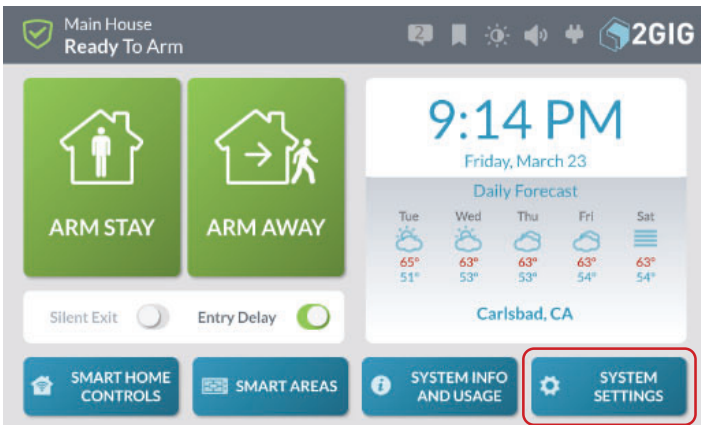 Main House
Ready To Arm
2
2GIG
ARM STAY
ARM AWAY
9:14 PM
Friday, March 23
Daily Forecast
Tue Wed Thu Fri Sat
65° 63° 63° 63° 63°
51° 53° 53° 54° 54°
Carlsbad, CA
Silent Exit
Entry Delay
SMART HOME
CONTROLS
SMART AREAS
SYSTEM INFO
AND USAGE
SYSTEM
SETTINGS